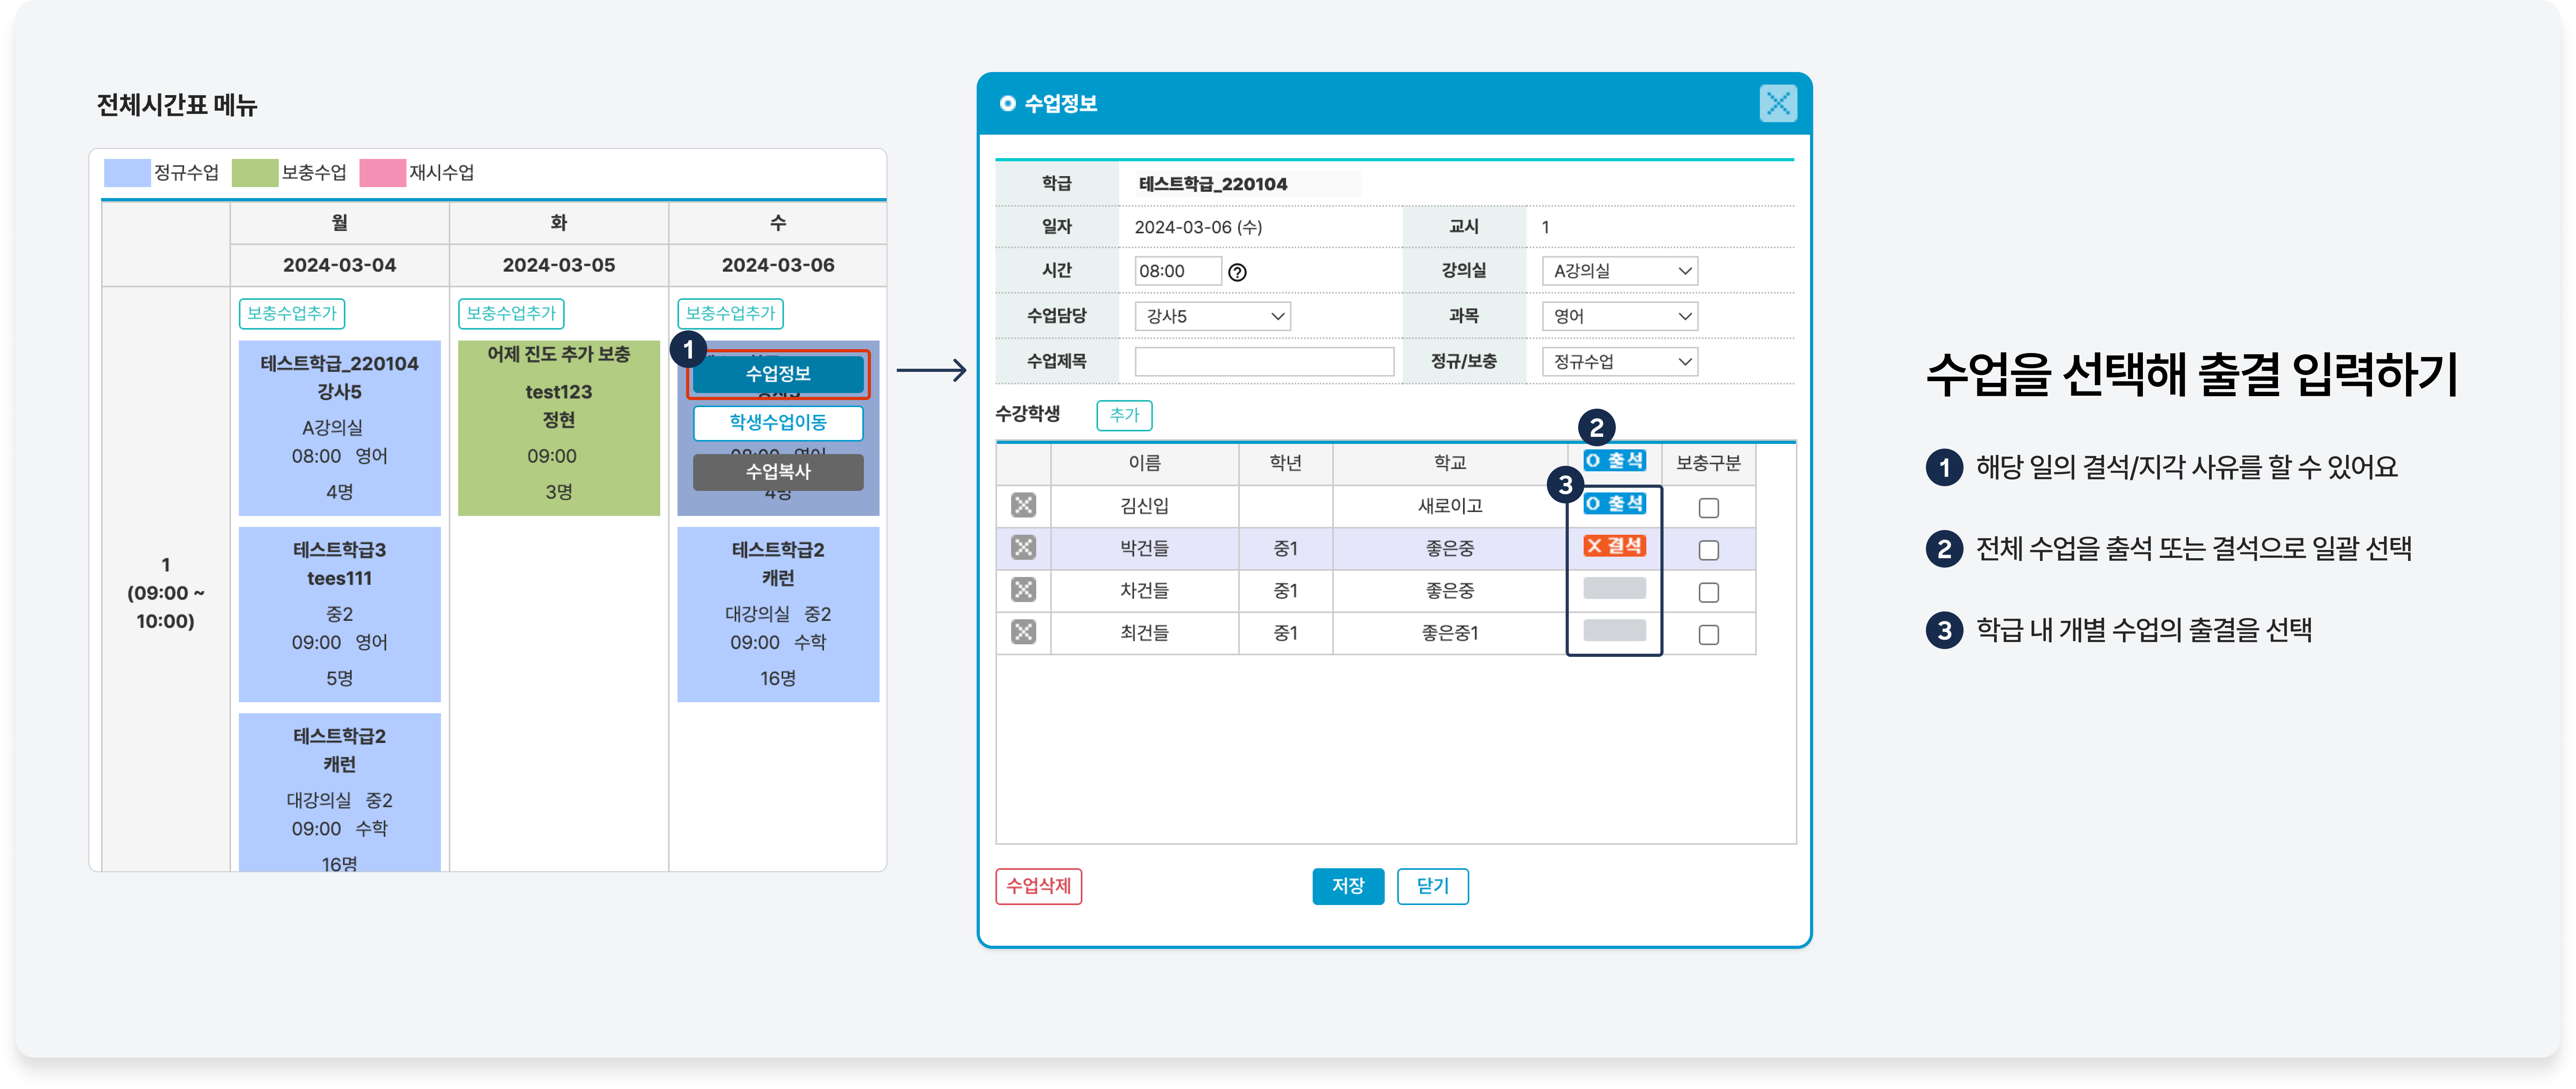 전체시간표 메뉴
정규수업 보충수업 재시수업
월 화 수
2024-03-04 2024-03-05 2024-03-06
1
(09:00 ~
10:00)
보충수업추가
테스트학급_220104
강사5
A강의실
08:00 영어
4명
테스트학급3
tees111
중2
09:00 영어
5명
테스트학급2
캐런
대강의실 중2
09:00 수학
16명
보충수업추가
어제 진도 추가 보충
test123
정현
09:00
3명
보충수업추가
1
수업정보
학생수업이동
08:00 영어
수업복사
4명
테스트학급2
캐런
대강의실 중2
09:00 수학
16명
수업정보
학급 테스트학급_220104
일자 2024-03-06 (수) 교시 1
시간 08:00 ? 강의실 A강의실
수업담당 강사5 과목 영어
수업제목 정규/보충 정규수업
수강학생 추가
2
이름 학년 학교 O 출석 보충구분
3
김신입 새로이고 O 출석
박건들 중1 좋은중 X 결석
차건들 중1 좋은중
최건들 중1 좋은중1
수업삭제 저장 닫기
수업을 선택해 출결 입력하기
1 해당 일의 결석/지각 사유를 할 수 있어요
2 전체 수업을 출석 또는 결석으로 일괄 선택
3 학급 내 개별 수업의 출결을 선택